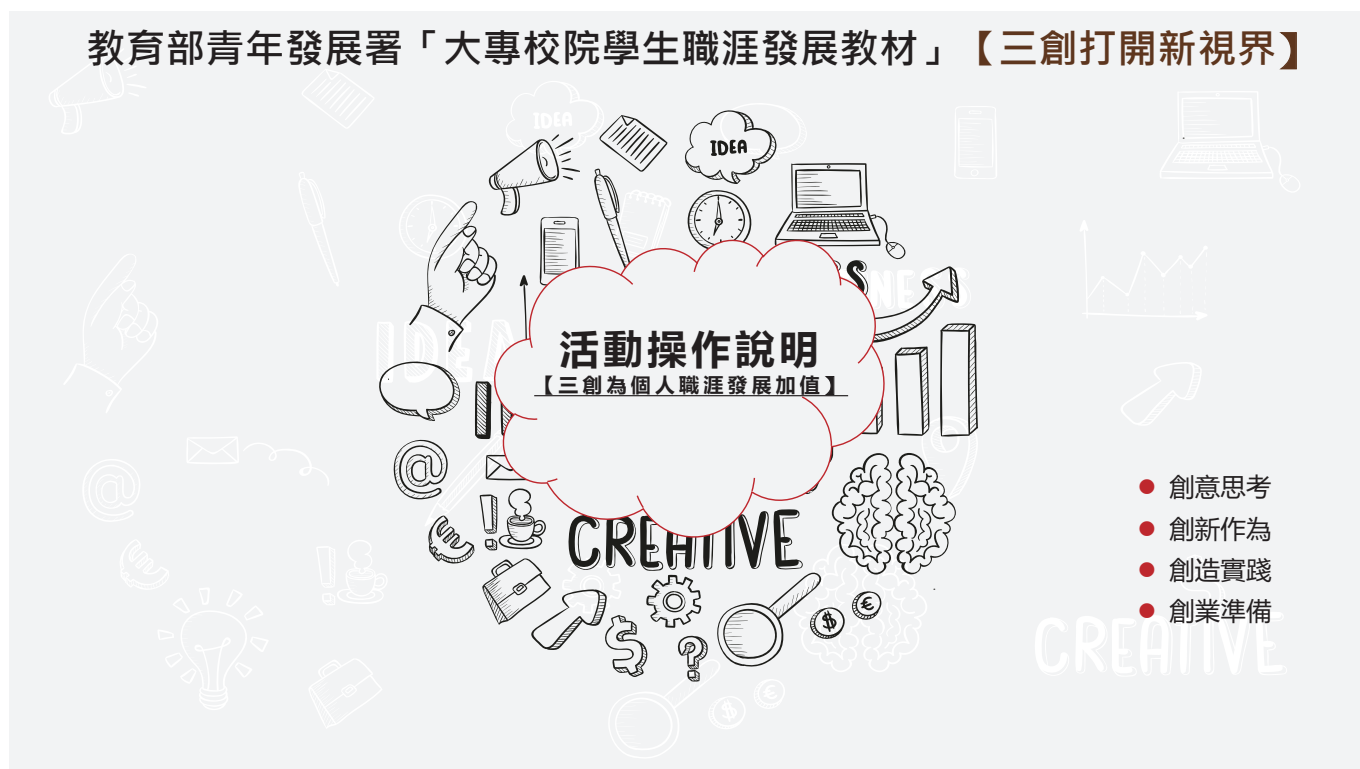 教育部青年發展署「大專校院學生職涯發展教材」【三創打開新視界】
IDEA
IDEA
活動操作說明
【三創為個人職涯發展加值】
CREATIVE
創意思考
創新作為
創造實踐
創業準備
CREATIVE